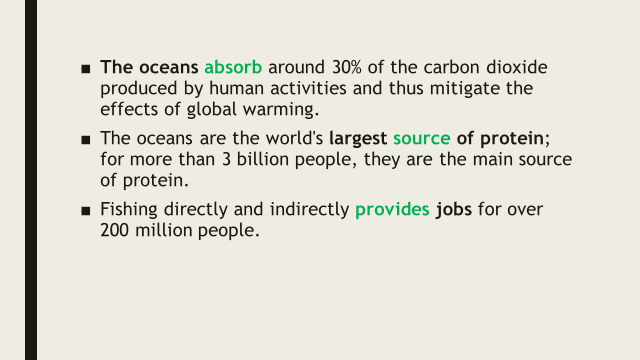 ■ The oceans absorb around 30% of the carbon dioxide
produced by human activities and thus mitigate the
effects of global warming.
■ The oceans are the world's largest source of protein;
for more than 3 billion people, they are the main source
of protein.
■ Fishing directly and indirectly provides jobs for over
200 million people.